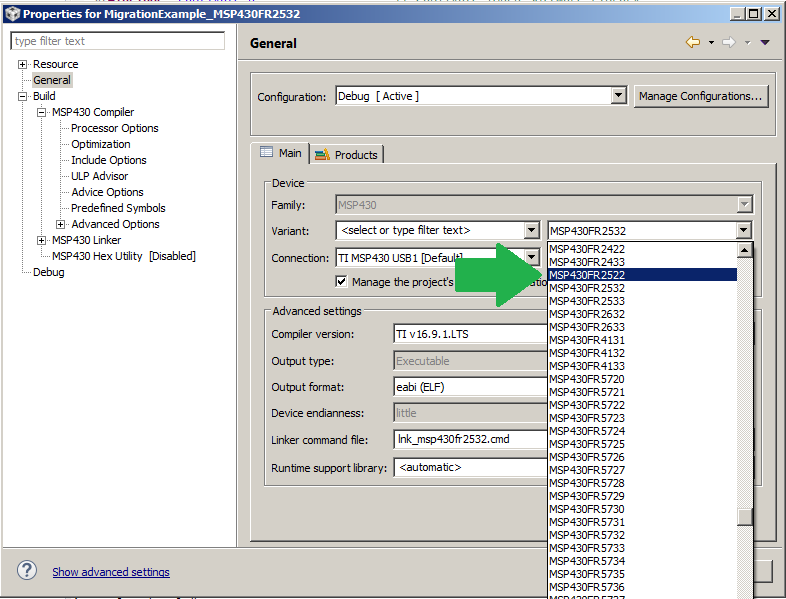 Properties for MigrationExample_MSP430FR2532
type filter text
Resource
General
Build
MSP430 Compiler
Processor Options
Optimization
Include Options
ULP Advisor
Advice Options
Predefined Symbols
Advanced Options
MSP430 Linker
MSP430 Hex Utility [Disabled]
Debug
General
Configuration: Debug [ Active ] Manage Configurations...
Main Products
Device
Family: MSP430
Variant: <select or type filter text> MSP430FR2532
Connection: TI MSP430 USB1 [Default]
Manage the project's
Advanced settings
Compiler version: TI v16.9.1.LTS
Output type: Executable
Output format: eabi (ELF)
Device endianness: little
Linker command file: lnk_msp430fr2532.cmd
Runtime support library: <automatic>
MSP430FR2422
MSP430FR2433
MSP430FR2522
MSP430FR2532
MSP430FR2533
MSP430FR2632
MSP430FR2633
MSP430FR4131
MSP430FR4132
MSP430FR4133
MSP430FR5720
MSP430FR5721
MSP430FR5722
MSP430FR5723
MSP430FR5724
MSP430FR5725
MSP430FR5726
MSP430FR5727
MSP430FR5728
MSP430FR5729
MSP430FR5730
MSP430FR5731
MSP430FR5732
MSP430FR5733
MSP430FR5734
MSP430FR5735
MSP430FR5736
Show advanced settings